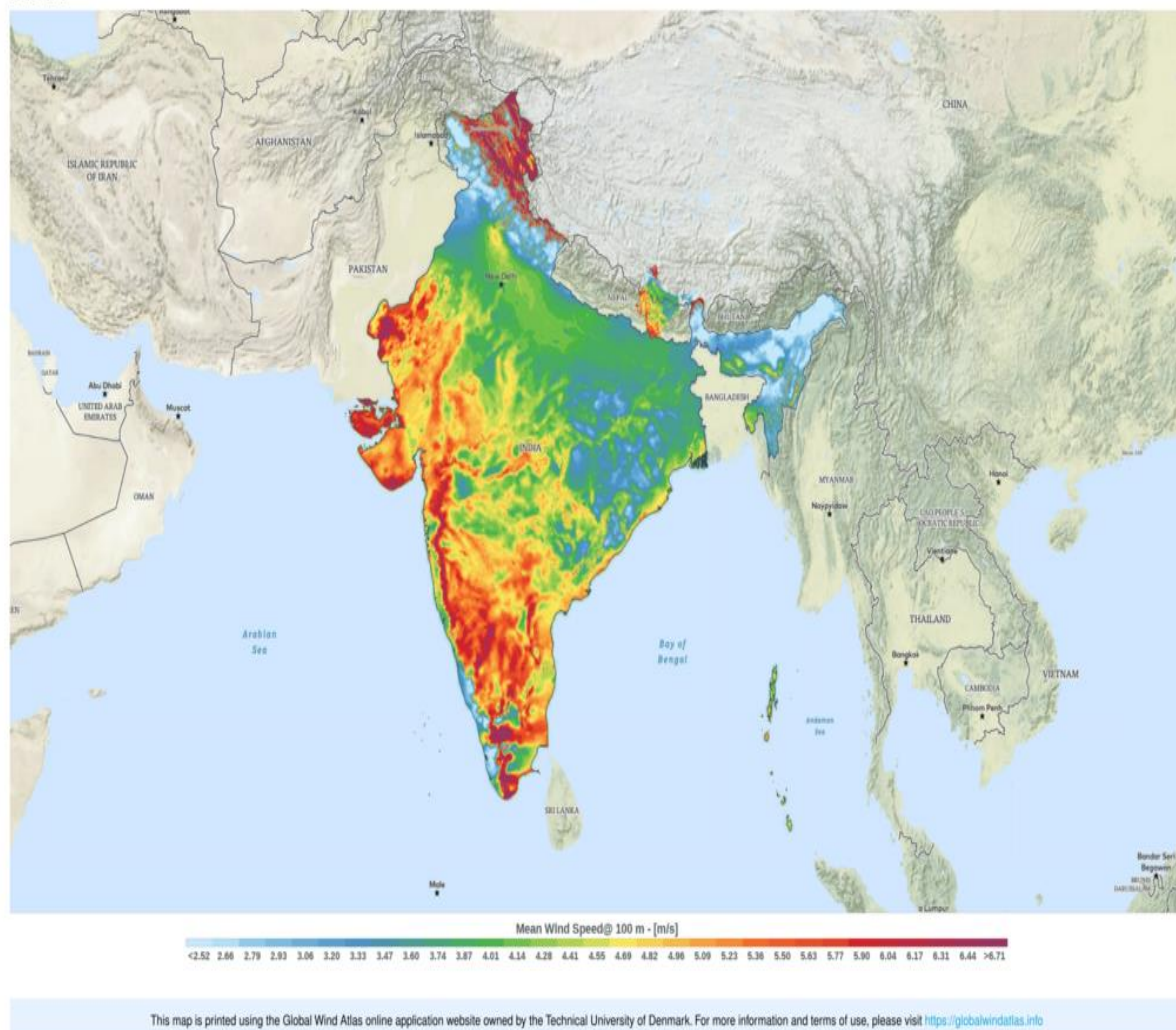 Tehran
Kabul
Islamabad
CHINA
AFGHANISTAN
ISLAMIC REPUBLIC
OF IRAN
PAKISTAN
New Delhi
NEPAL
BHUTAN
BAHRAIN
QATAR
Abu Dhabi
UNITED ARAB
EMIRATES
Muscat
BANGLADESH
INDIA
OMAN
MYANMAR
Hanoi
Naypyidaw
LAO PEOPLE'S
Vientiane
Arabian
Sea
Bay of
Bengal
THAILAND
Bangkok
VIETNAM
CAMBODIA
Phnom Penh
Andaman
Sea
SRI LANKA
Male
Bandar Seri
Begawan
BRUNEI
DARUSSALAM
a Lumpur
Mean Wind Speed@ 100 m - [m/s]
<2.52 2.66 2.79 2.93 3.06 3.20 3.33 3.47 3.60 3.74 3.87 4.01 4.14 4.28 4.41 4.55 4.69 4.82 4.96 5.09 5.23 5.36 5.50 5.63 5.77 5.90 6.04 6.17 6.31 6.44 >6.71
This map is printed using the Global Wind Atlas online application website owned by the Technical University of Denmark. For more information and terms of use, please visit https://globalwindatlas.info